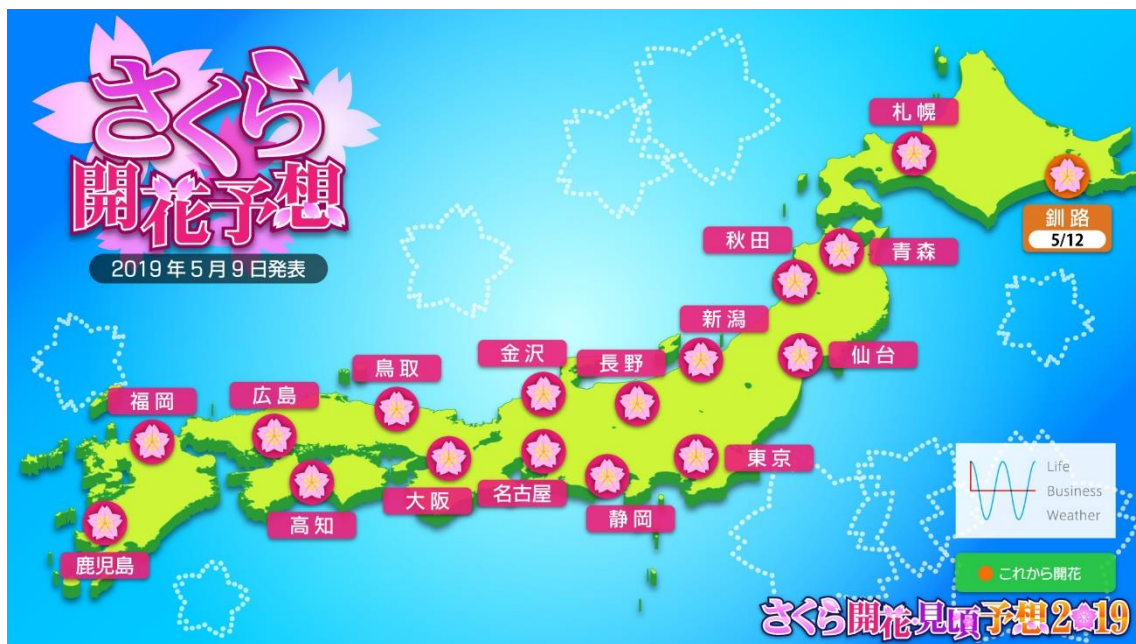 さくら
開花予想
2019年5月9日発表
札幌
釧路
5/12
秋田
青森
新潟
仙台
金沢
長野
鳥取
広島
福岡
東京
大阪
名古屋
静岡
高知
鹿児島
Life
Business
Weather
これから開花
さくら開花見頃予想2019